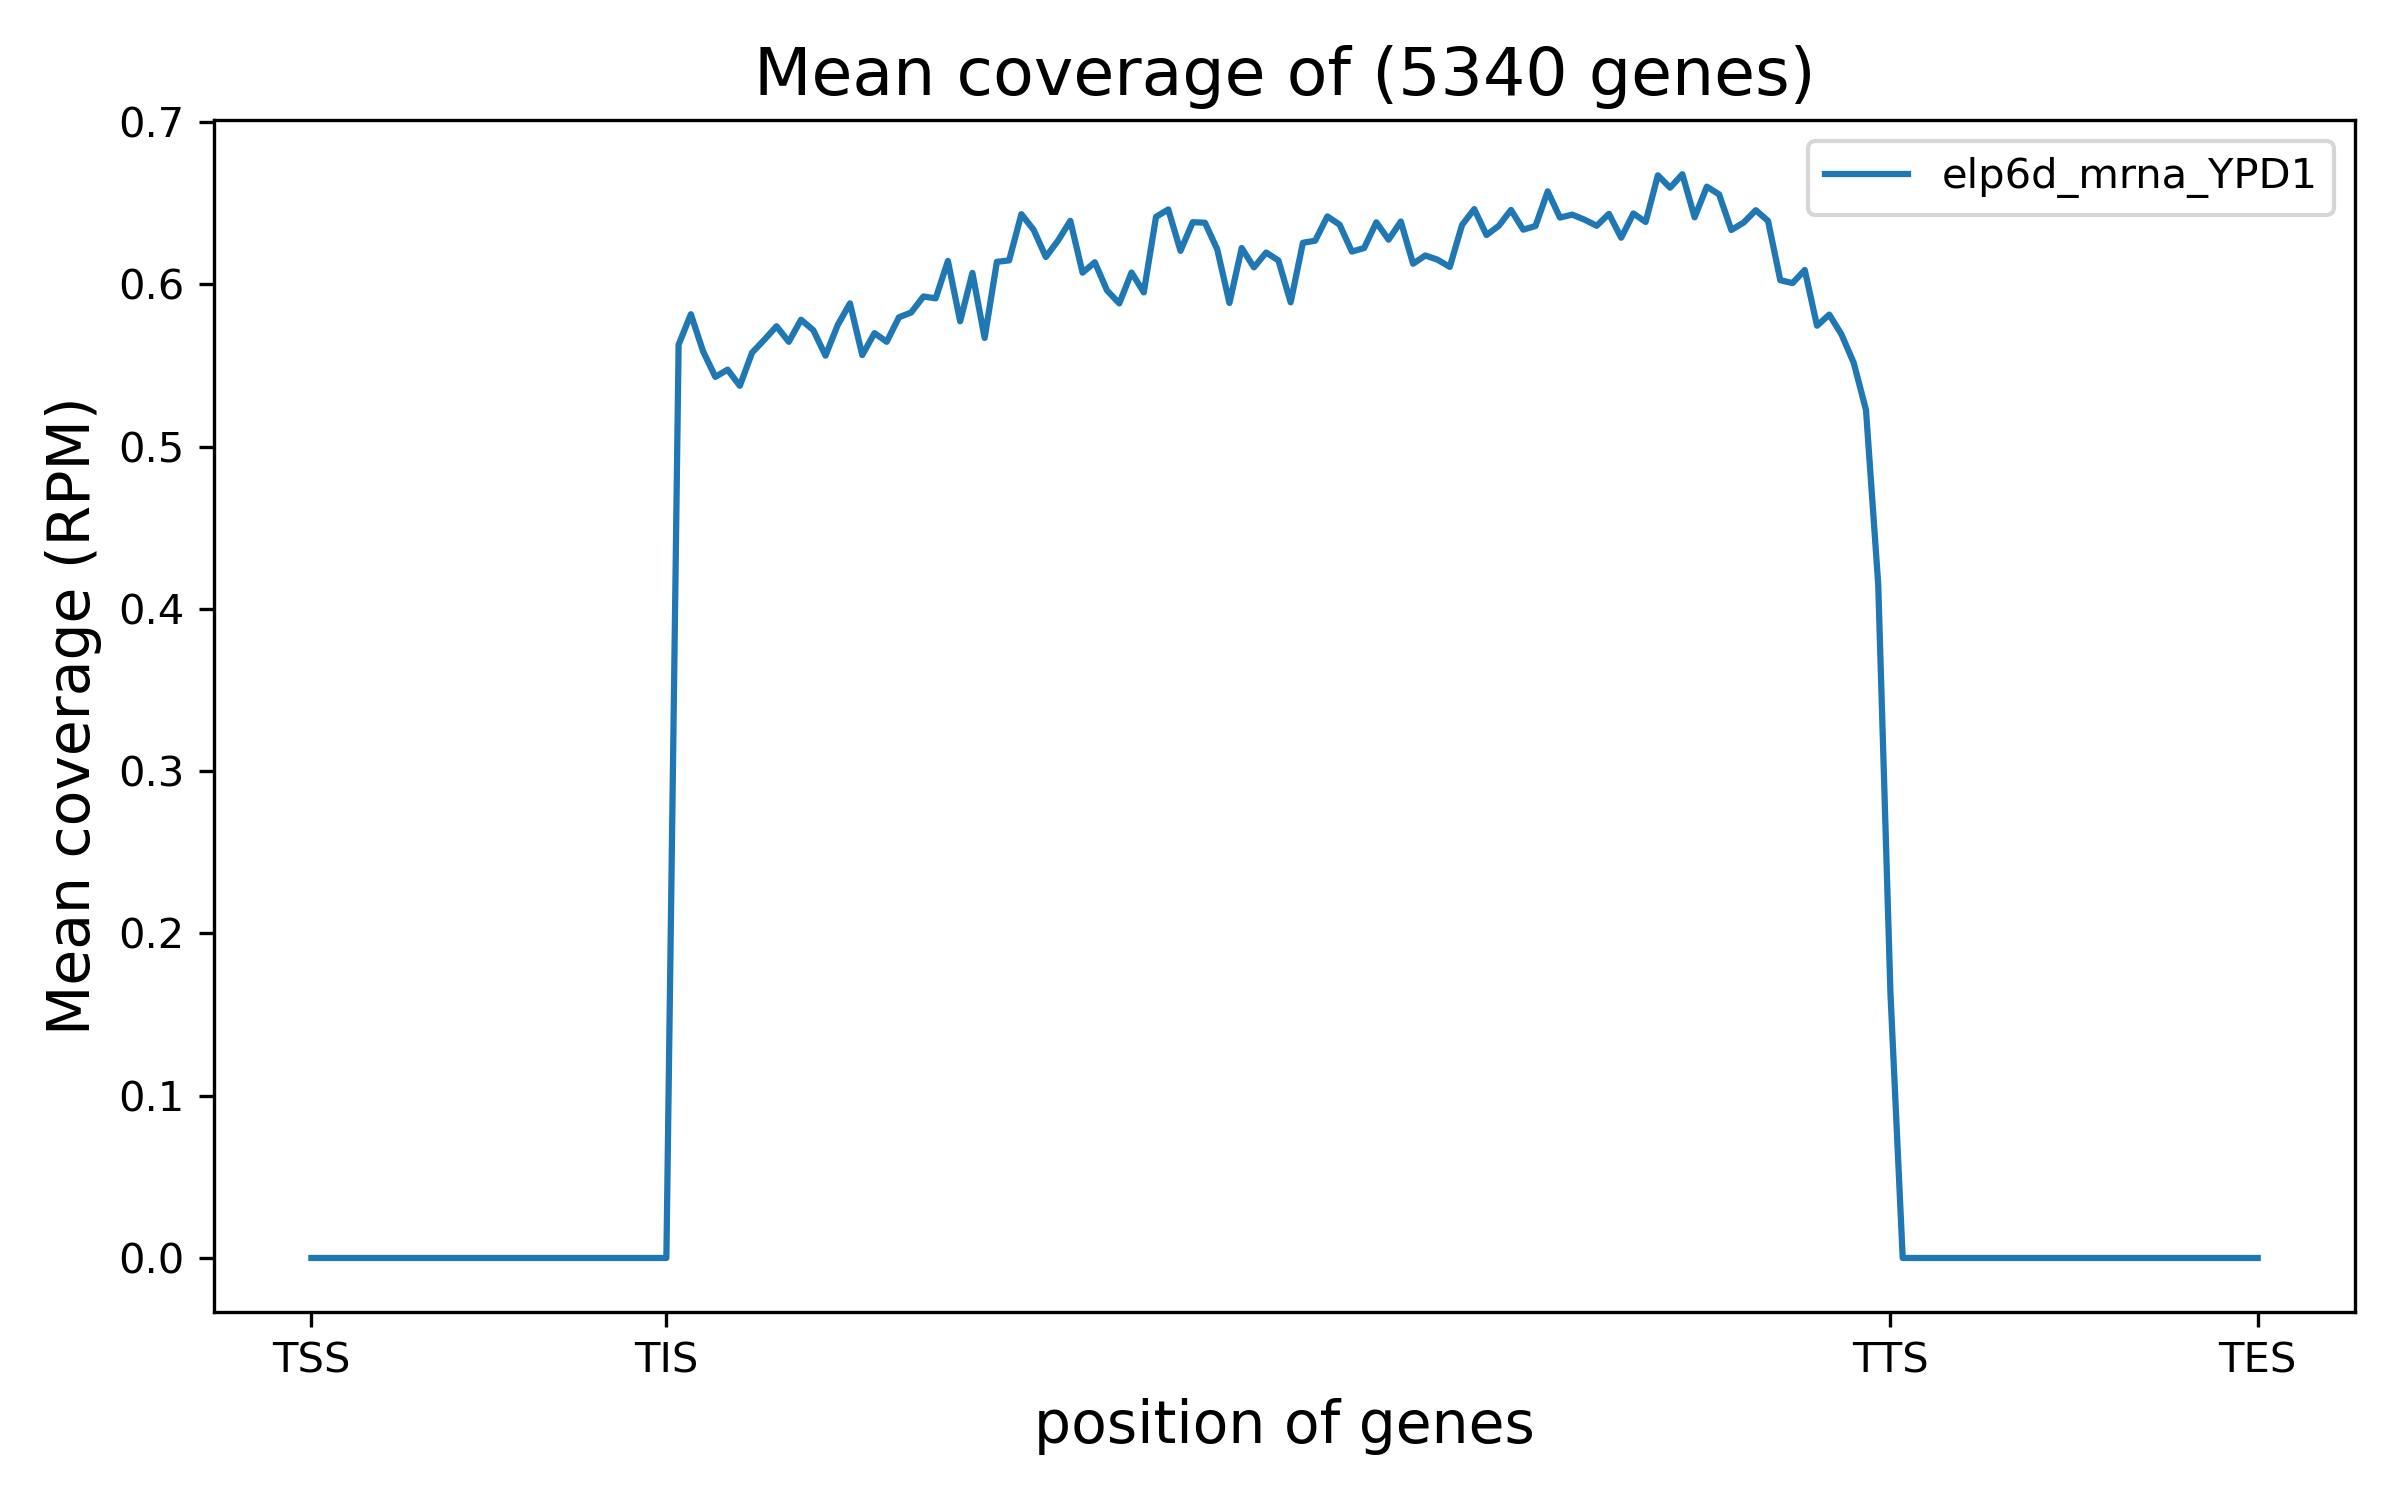 Mean coverage of (5340 genes)
elp6d_mrna_YPD1
Mean coverage (RPM)
0.7
0.6
0.5
0.4
0.3
0.2
0.1
0.0
TSS TIS TTS TES
position of genes